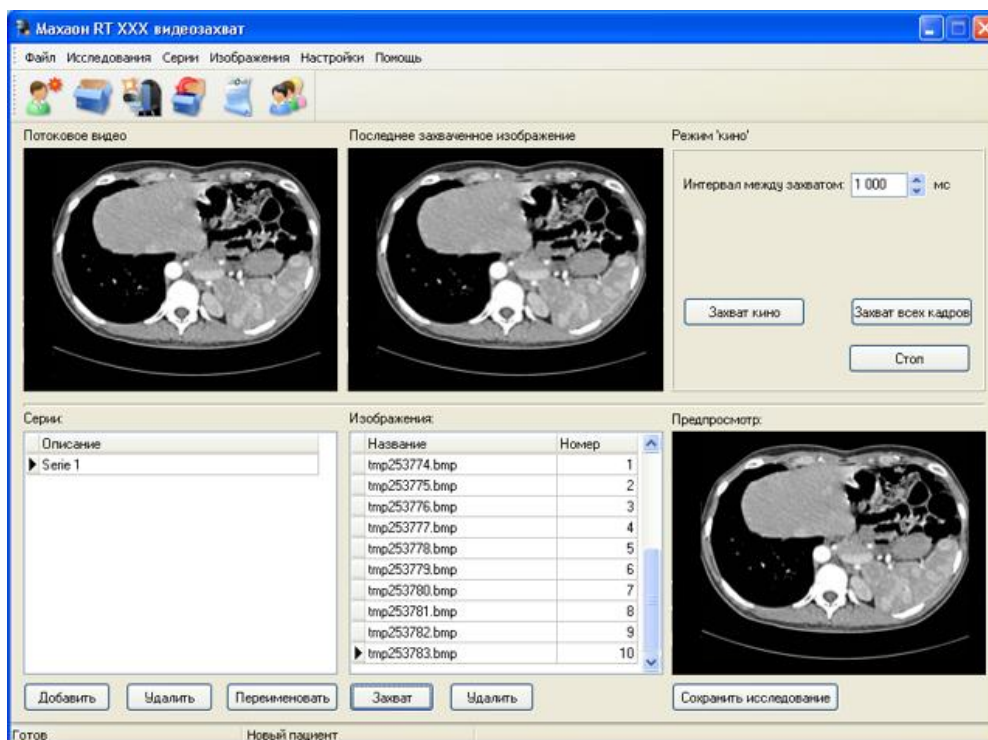 Махаон RT XXX видеозахват
Файл Исследования Серии Изображения Настройки Помощь
Потоковое видео
Последнее захваченное изображение
Режим 'кино'
Интервал между захватом: 1 000 мс
Захват кино
Захват всех кадров
Стоп
Серии:
Описание
Serie 1
Изображения:
Название Номер
tmp253774.bmp 1
tmp253775.bmp 2
tmp253776.bmp 3
tmp253777.bmp 4
tmp253778.bmp 5
tmp253779.bmp 6
tmp253780.bmp 7
tmp253781.bmp 8
tmp253782.bmp 9
tmp253783.bmp 10
Предпросмотр:
Добавить Удалить Переименовать
Захват Удалить
Сохранить исследование
Готов Новый пациент